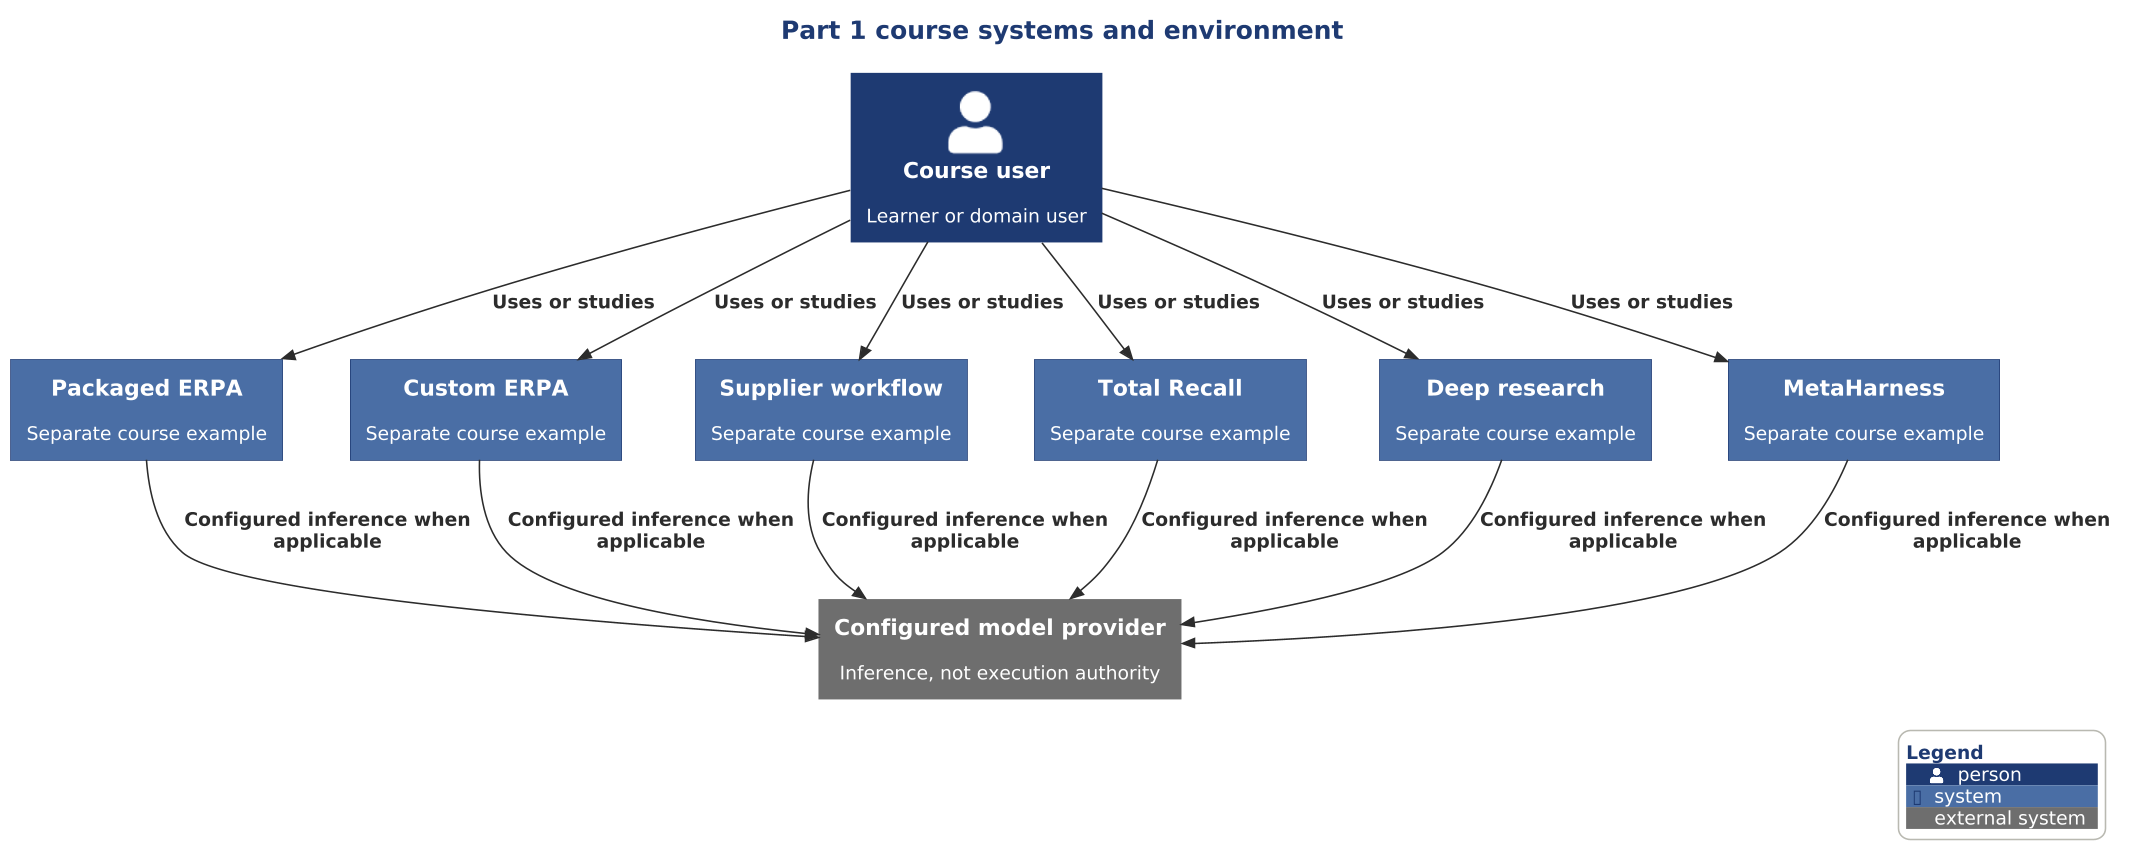 Part 1 course systems and environment
Course user
Learner or domain user
Uses or studies
Uses or studies
Uses or studies
Uses or studies
Uses or studies
Uses or studies
Packaged ERPA
Separate course example
Custom ERPA
Separate course example
Supplier workflow
Separate course example
Total Recall
Separate course example
Deep research
Separate course example
MetaHarness
Separate course example
Configured inference when
applicable
Configured inference when
applicable
Configured inference when
applicable
Configured inference when
applicable
Configured inference when
applicable
Configured inference when
applicable
Configured model provider
Inference, not execution authority
Legend
person
system
external system